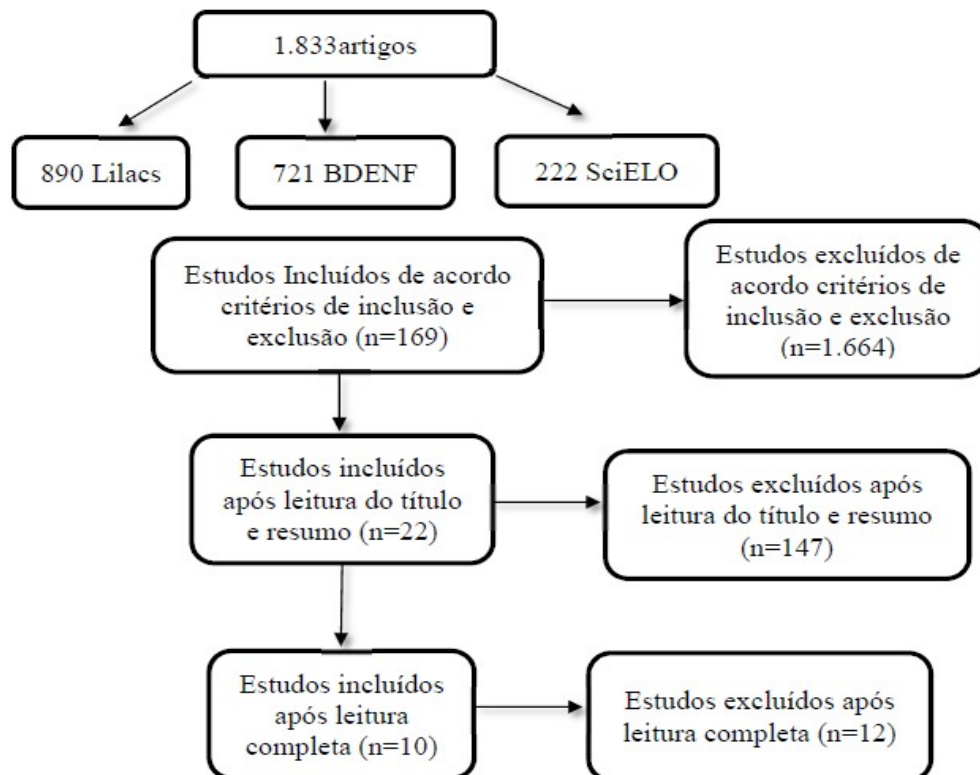 1.833artigos
890 Lilacs
721 BDENF
222 SciELO
Estudos Incluídos de acordo
critérios de inclusão e
exclusão (n=169)
Estudos excluídos de
acordo critérios de
inclusão e exclusão
(n=1.664)
Estudos incluídos
após leitura do título
e resumo (n=22)
Estudos excluídos após
leitura do título e resumo
(n=147)
Estudos incluídos
após leitura
completa (n=10)
Estudos excluídos após
leitura completa (n=12)